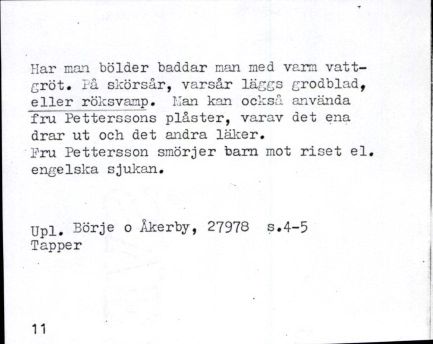 Har man bölder baddar man med varm vatt-
gröt. På skörsår, varsår läggs grodblad,
eller röksvamp. Man kan också använda
fru Petterssons plåster, varav det ena
drar ut och det andra läker.
Fru Pettersson smörjer barn mot riset el.
engelska sjukan.
Upl. Börje o Åkerby, 27978 s.4-5
Tapper
11